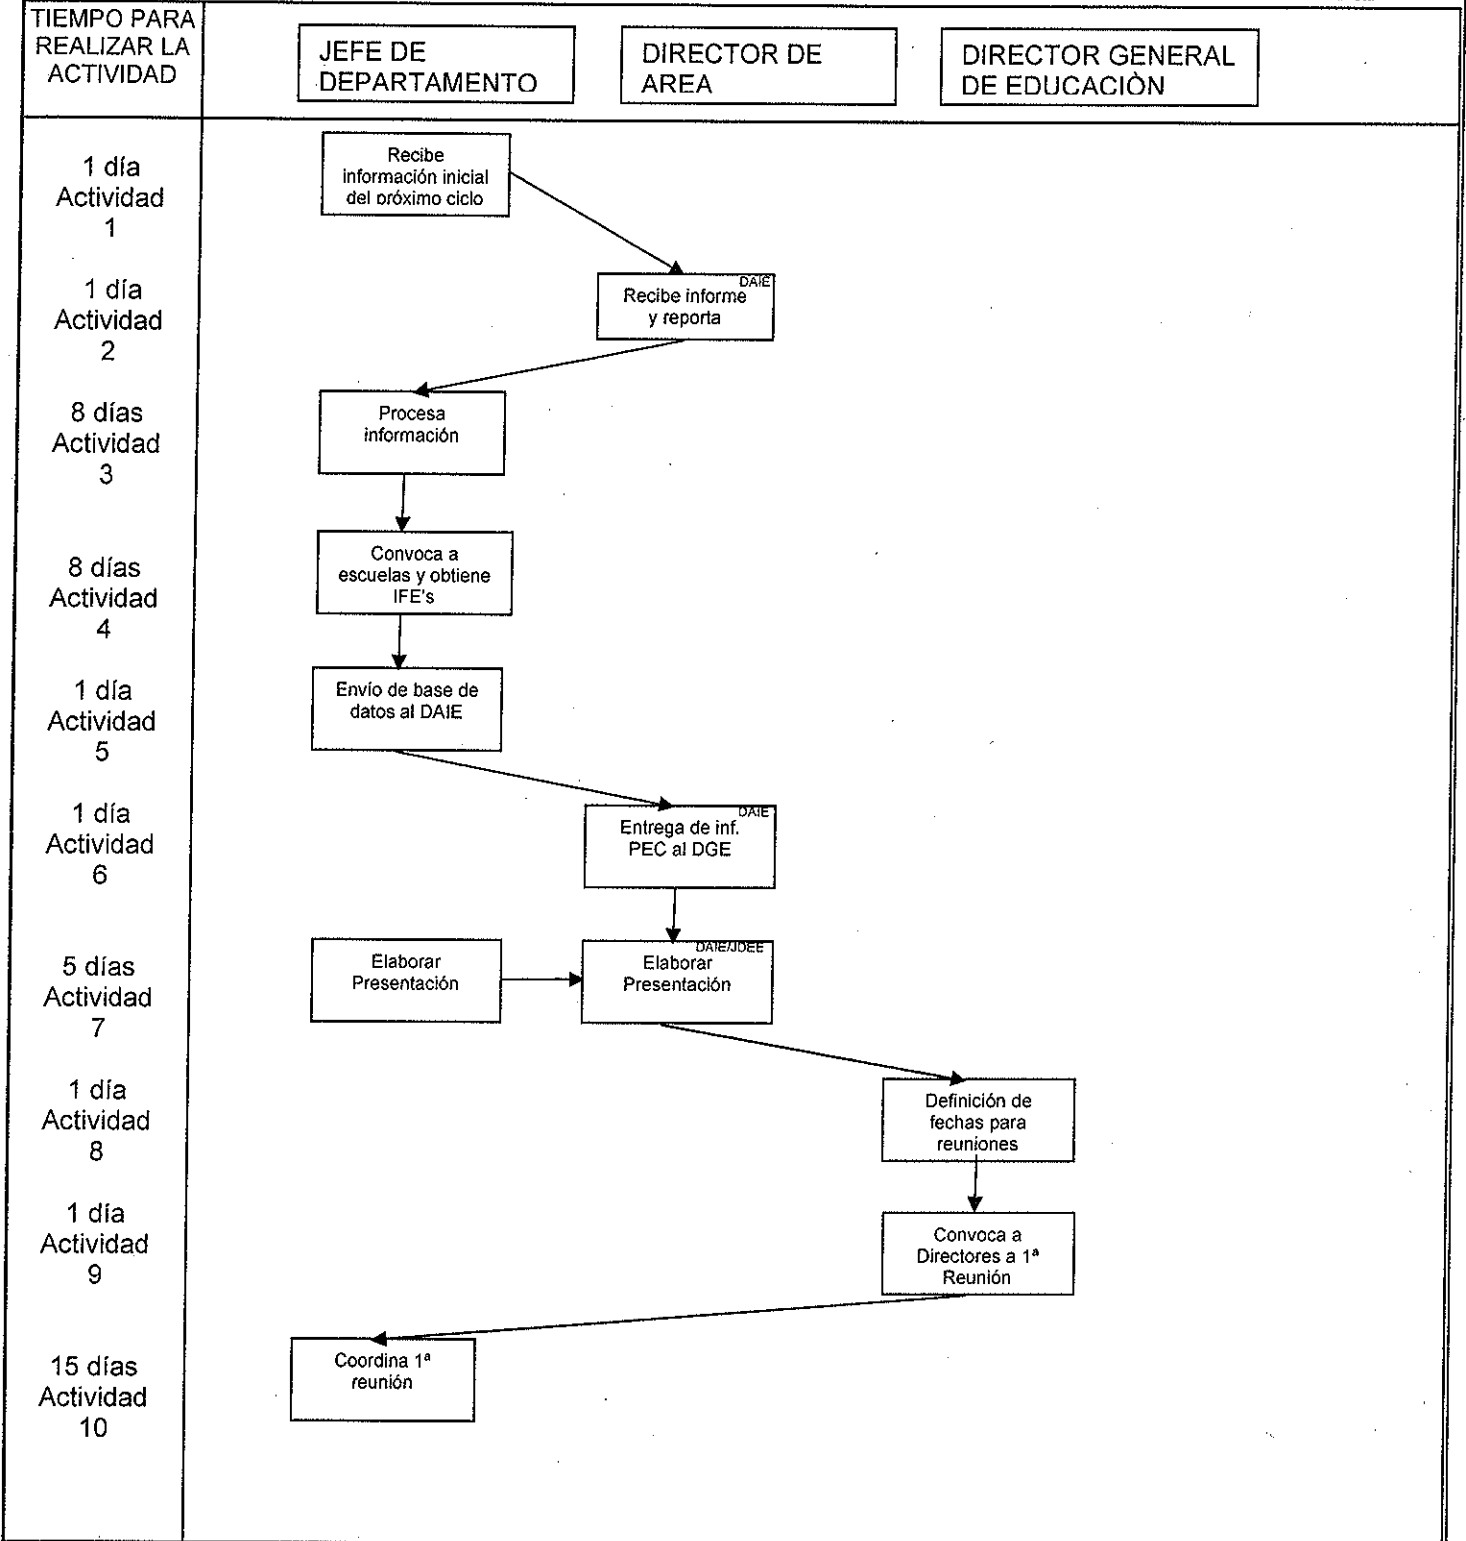 TIEMPO PARA
REALIZAR LA
ACTIVIDAD
JEFE DE
DEPARTAMENTO
DIRECTOR DE
AREA
DIRECTOR GENERAL
DE EDUCACIÒN
1 día
Actividad
1
Recibe
información inicial
del próximo ciclo
1 día
Actividad
2
DAIE
Recibe informe
y reporta
8 días
Actividad
3
Procesa
información
8 días
Actividad
4
Convoca a
escuelas y obtiene
IFE's
1 día
Actividad
5
Envío de base de
datos al DAIE
1 día
Actividad
6
DAIE
Entrega de inf.
PEC al DGE
5 días
Actividad
7
Elaborar
Presentación
DAIE/JDEE
Elaborar
Presentación
1 día
Actividad
8
Definición de
fechas para
reuniones
1 día
Actividad
9
Convoca a
Directores a 1ª
Reunión
15 días
Actividad
10
Coordina 1ª
reunión